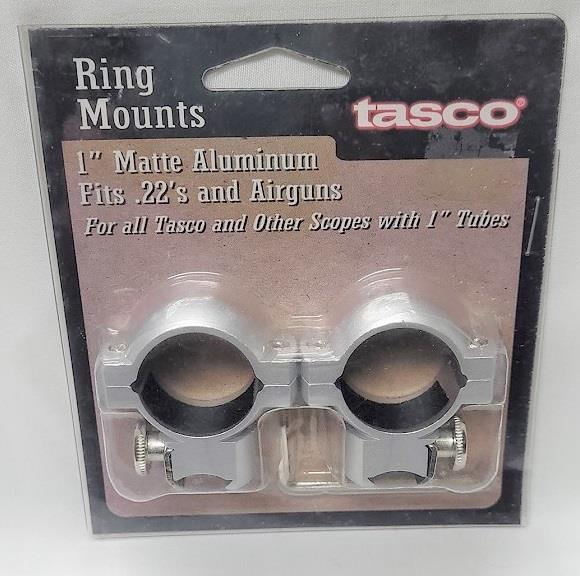 Ring
Mounts
tasco®
1" Matte Aluminum
Fits .22's and Airguns
For all Tasco and Other Scopes with 1" Tubes